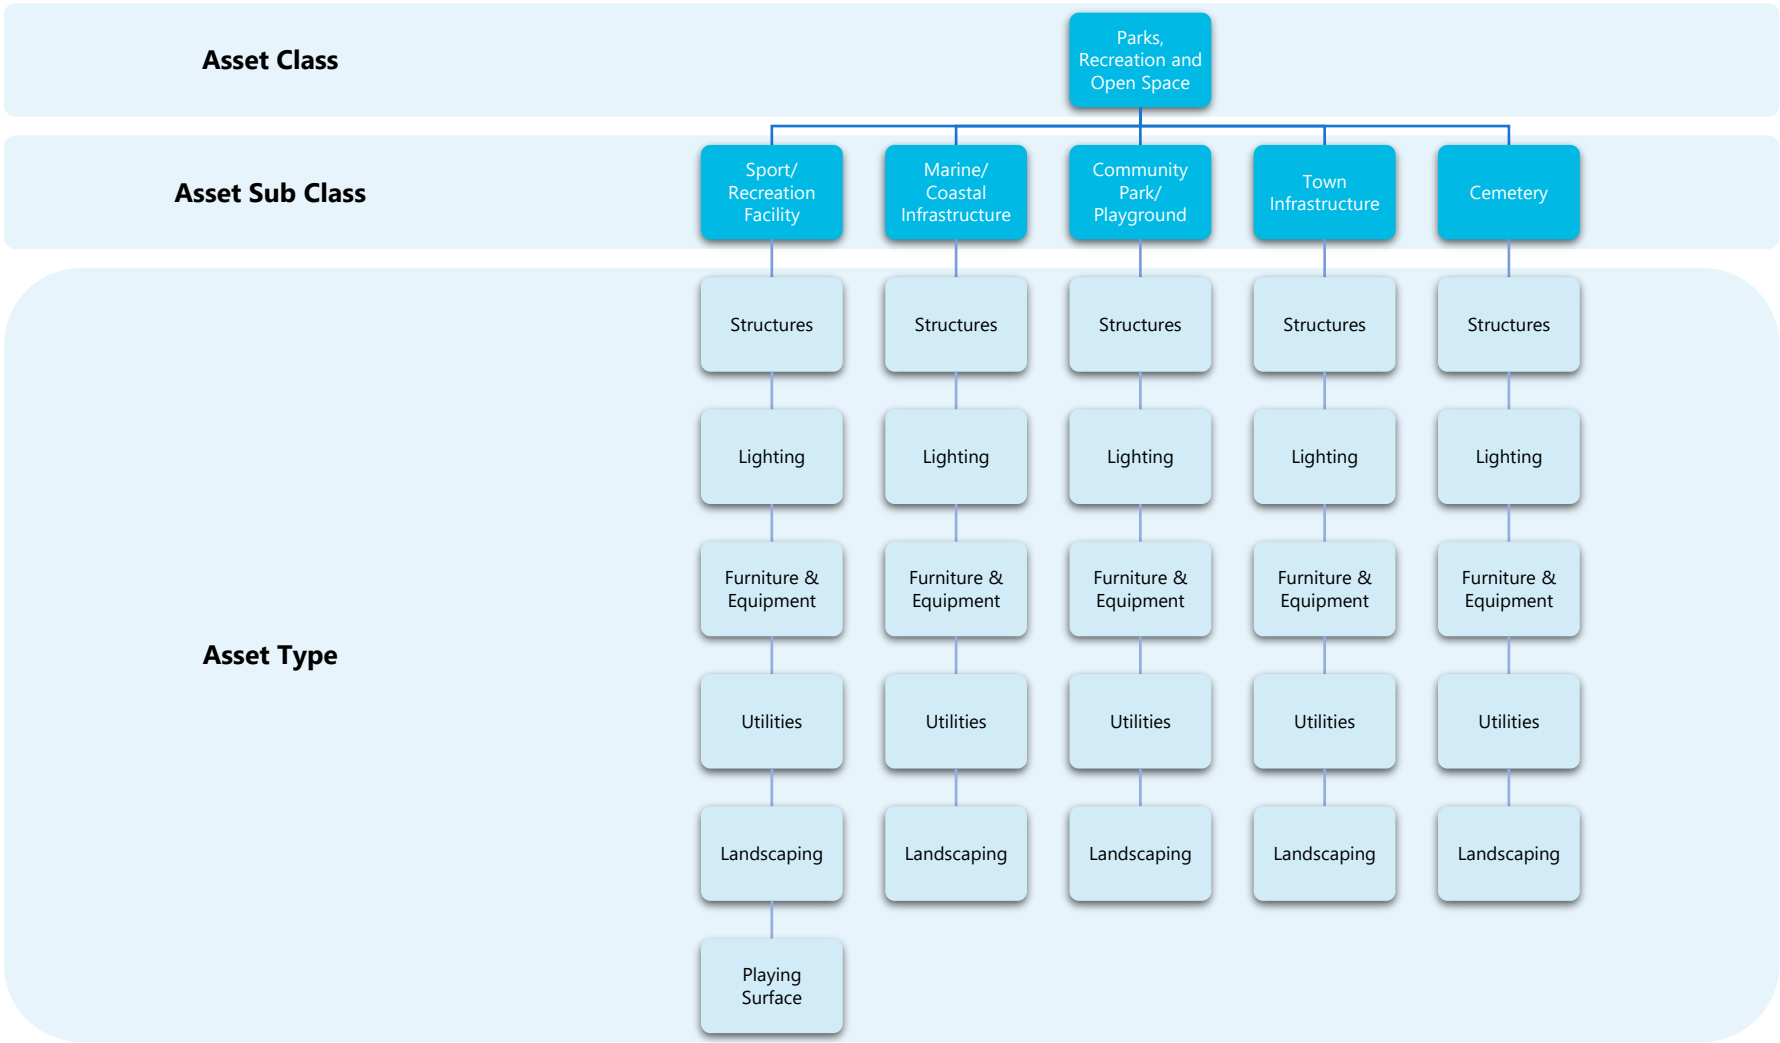 Asset Class
Parks,
Recreation and
Open Space
Asset Sub Class
Sport/
Recreation
Facility
Marine/
Coastal
Infrastructure
Community
Park/
Playground
Town
Infrastructure
Cemetery
Asset Type
Structures
Structures
Structures
Structures
Structures
Lighting
Lighting
Lighting
Lighting
Lighting
Furniture &
Equipment
Furniture &
Equipment
Furniture &
Equipment
Furniture &
Equipment
Furniture &
Equipment
Utilities
Utilities
Utilities
Utilities
Utilities
Landscaping
Landscaping
Landscaping
Landscaping
Landscaping
Playing
Surface